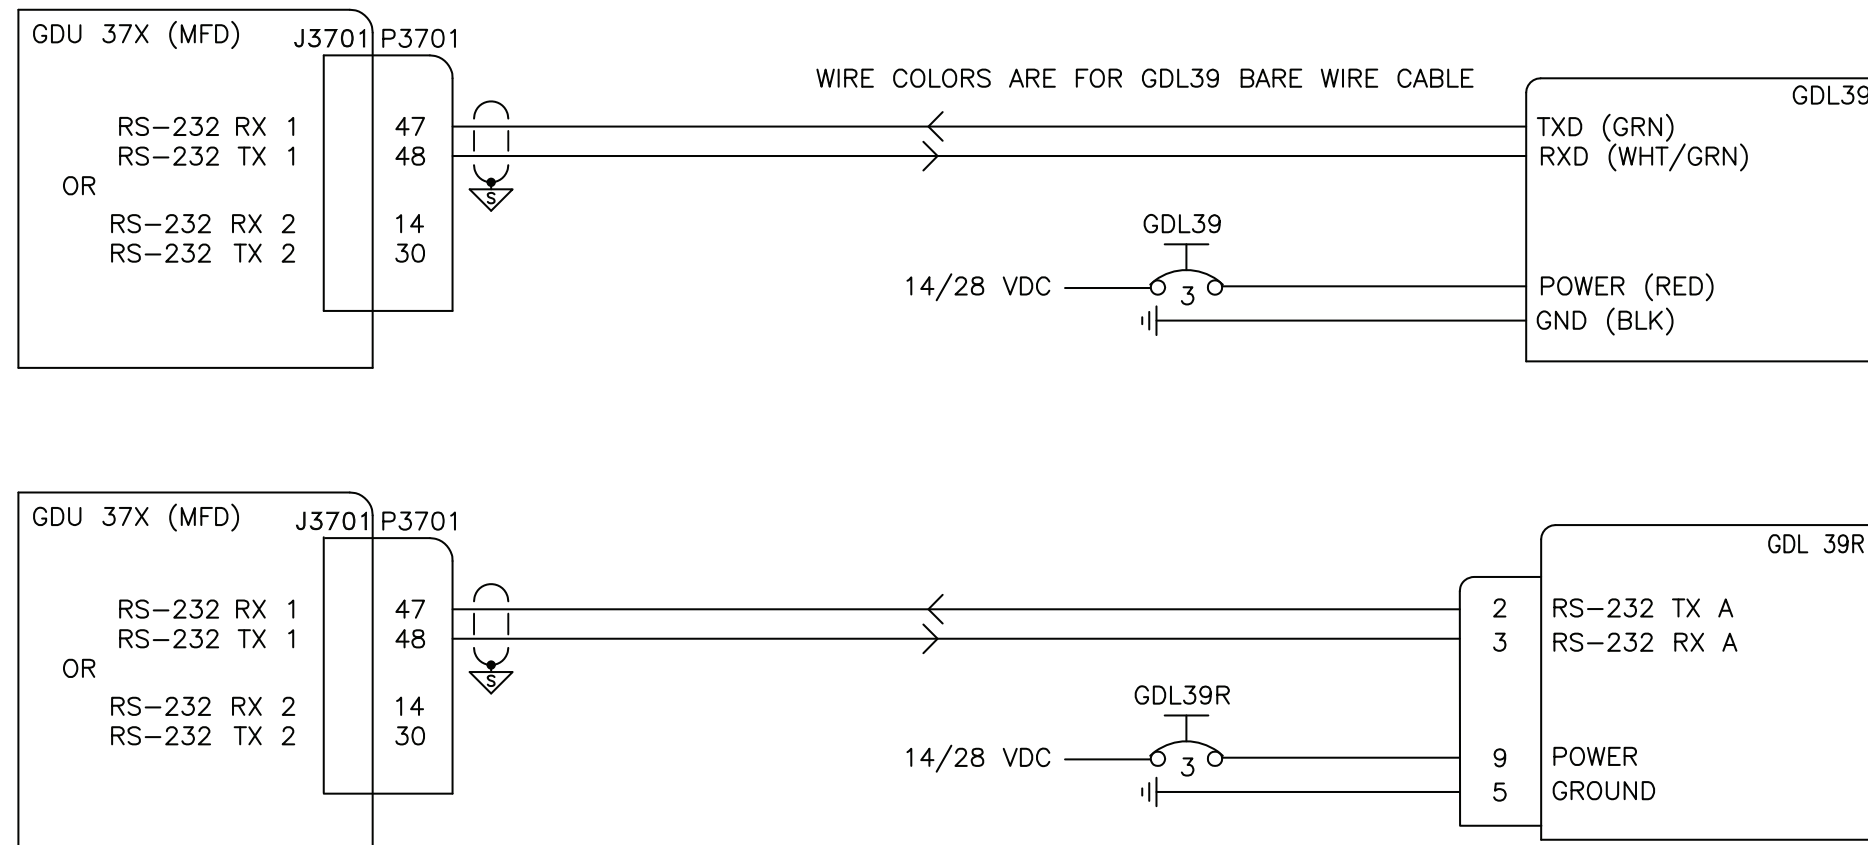 GDU 37X (MFD)
J3701 P3701
WIRE COLORS ARE FOR GDL39 BARE WIRE CABLE
GDL39
RS-232 RX 1 47
TXD (GRN)
RS-232 TX 1 48
RXD (WHT/GRN)
OR
S
RS-232 RX 2 14
GDL39
RS-232 TX 2 30
14/28 VDC
3
POWER (RED)
GND (BLK)
GDU 37X (MFD)
J3701 P3701
GDL 39R
RS-232 RX 1 47
2 RS-232 TX A
RS-232 TX 1 48
3 RS-232 RX A
OR
S
RS-232 RX 2 14
GDL39R
RS-232 TX 2 30
14/28 VDC
3
9 POWER
5 GROUND